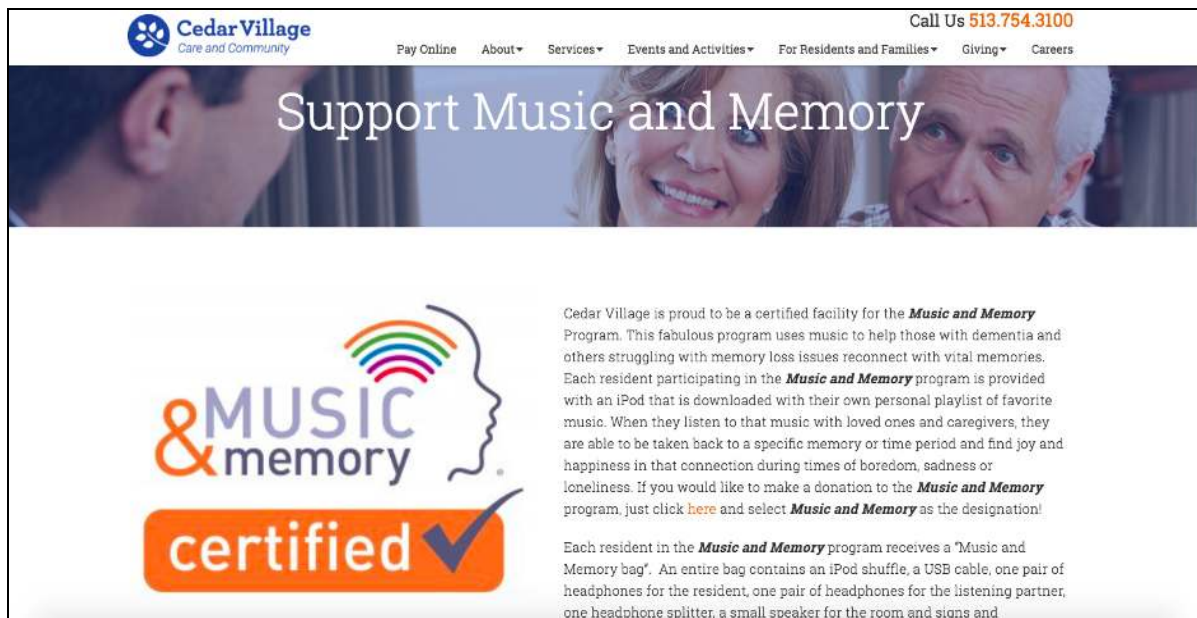 Cedar Village
Care and Community
Call Us 513.754.3100
Pay Online About Services Events and Activities For Residents and Families Giving Careers
Support Music and Memory
&MUSIC
memory
®
certified
Cedar Village is proud to be a certified facility for the Music and Memory
Program. This fabulous program uses music to help those with dementia and
others struggling with memory loss issues reconnect with vital memories.
Each resident participating in the Music and Memory program is provided
with an iPod that is downloaded with their own personal playlist of favorite
music. When they listen to that music with loved ones and caregivers, they
are able to be taken back to a specific memory or time period and find joy and
happiness in that connection during times of boredom, sadness or
loneliness. If you would like to make a donation to the Music and Memory
program, just click here and select Music and Memory as the designation!
Each resident in the Music and Memory program receives a "Music and
Memory bag". An entire bag contains an iPod shuffle, a USB cable, one pair of
headphones for the resident, one pair of headphones for the listening partner,
one headphone splitter, a small speaker for the room and signs and